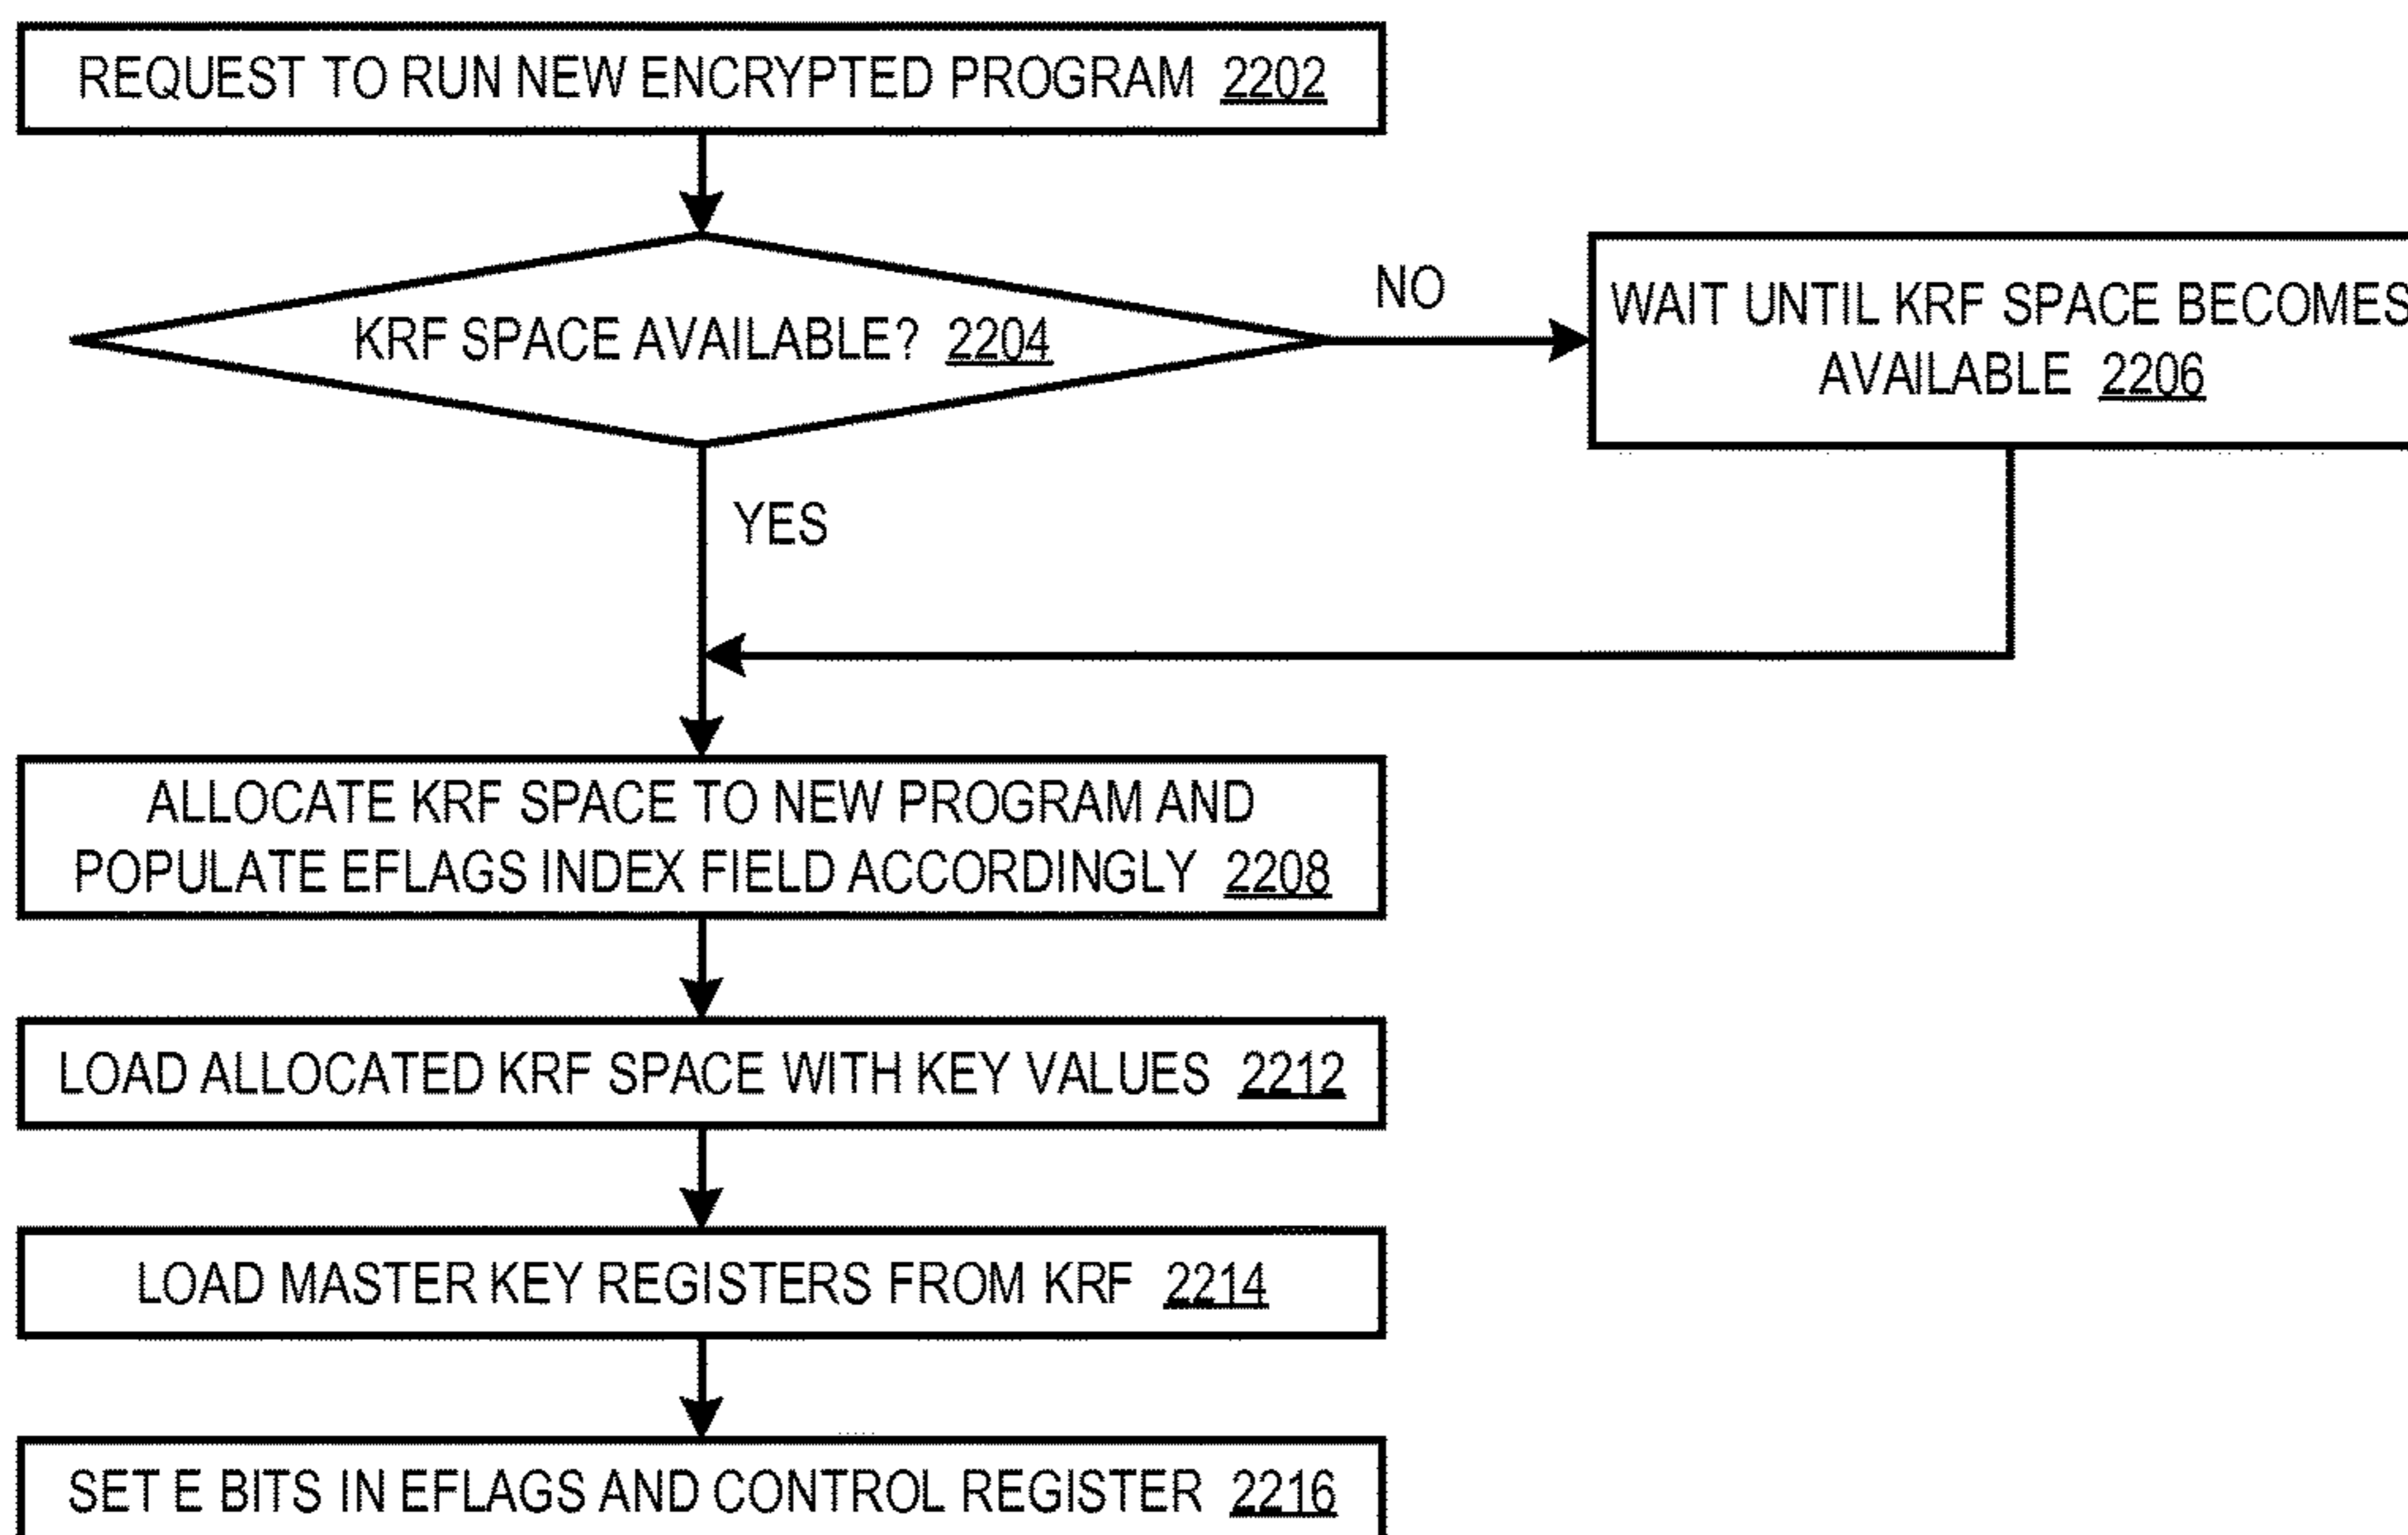 REQUEST TO RUN NEW ENCRYPTED PROGRAM 2202
KRF SPACE AVAILABLE? 2204
NO
WAIT UNTIL KRF SPACE BECOMES
AVAILABLE 2206
YES
ALLOCATE KRF SPACE TO NEW PROGRAM AND
POPULATE EFLAGS INDEX FIELD ACCORDINGLY 2208
LOAD ALLOCATED KRF SPACE WITH KEY VALUES 2212
LOAD MASTER KEY REGISTERS FROM KRF 2214
SET E BITS IN EFLAGS AND CONTROL REGISTER 2216